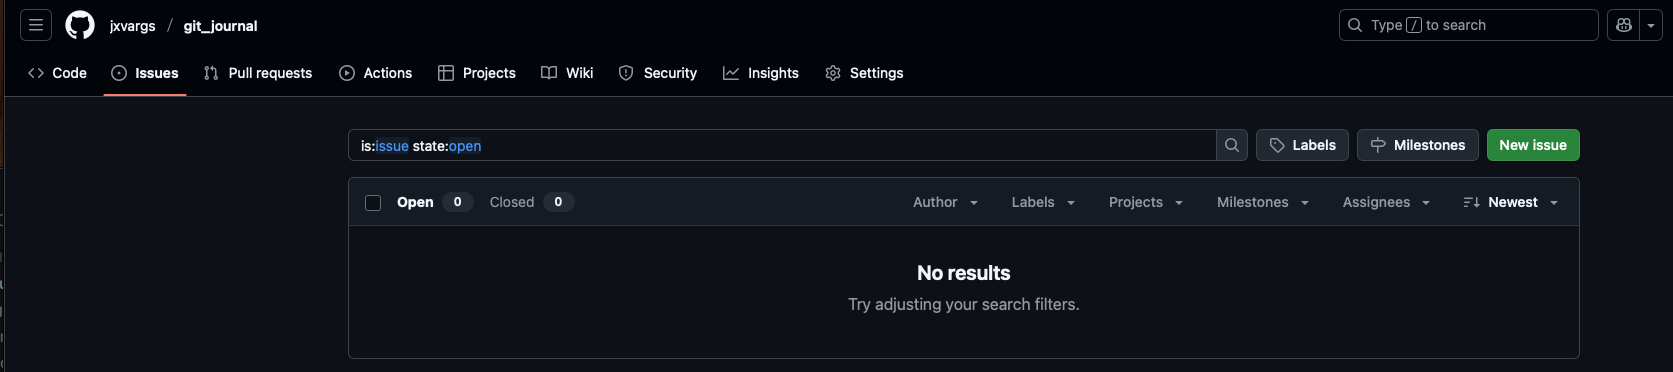 jxvargs / git_journal
Type / to search
Code Issues Pull requests Actions Projects Wiki Security Insights Settings
is:issue state:open
Labels Milestones New issue
Open 0 Closed 0 Author Labels Projects Milestones Assignees Newest
No results
Try adjusting your search filters.